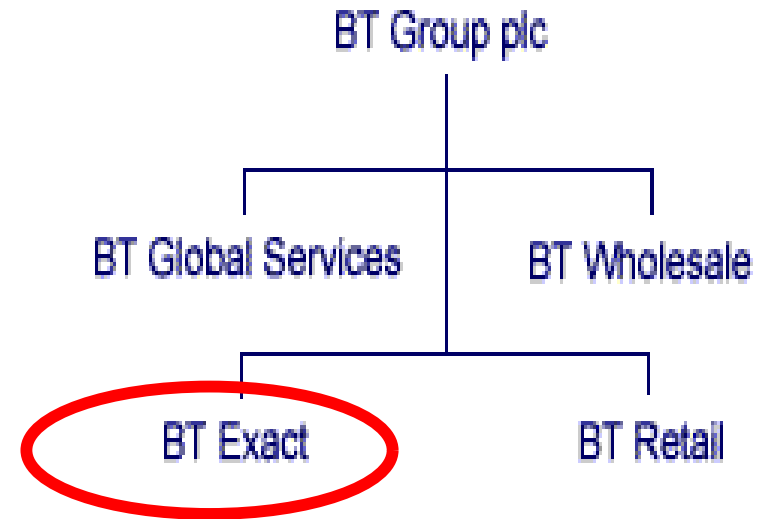 BT Group plc
BT Global Services
BT Wholesale
BT Exact
BT Retail